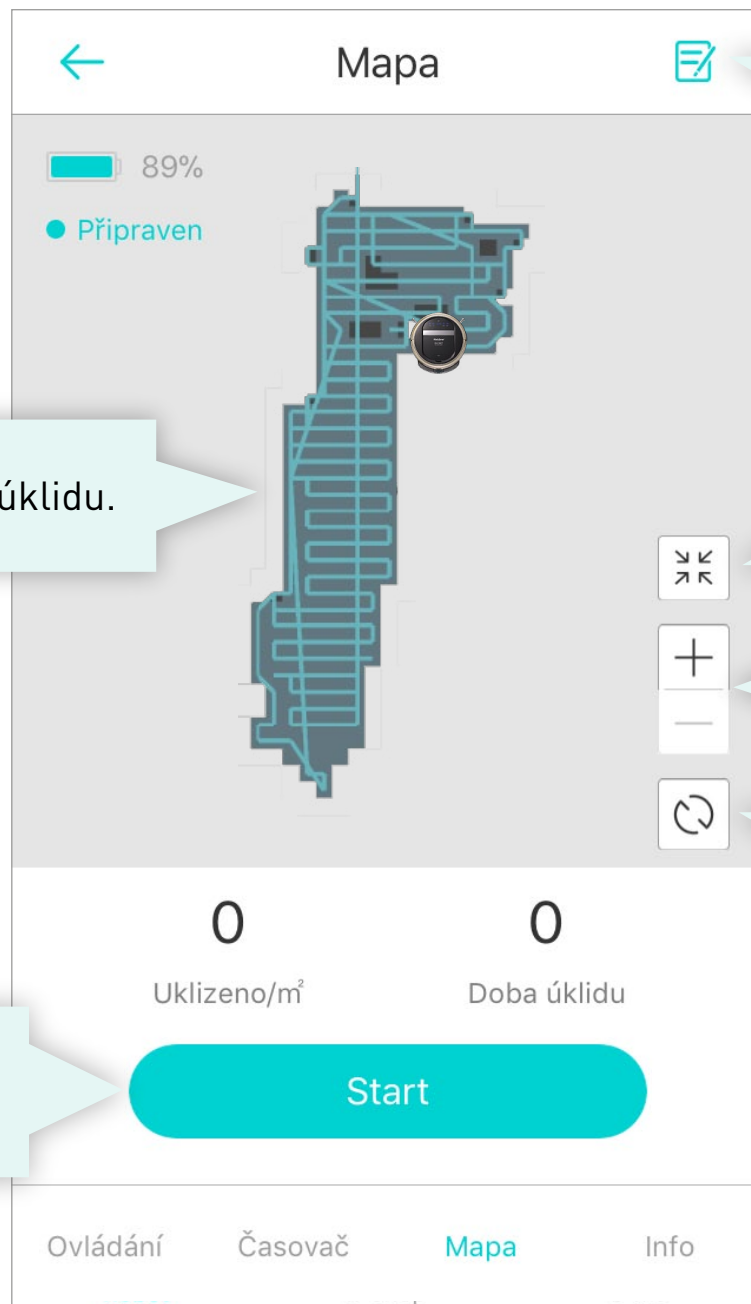 Mapa
89%
Připraven
úklidu.
0 0
Uklizeno/m² Doba úklidu
Start
Ovládání Časovač Mapa Info